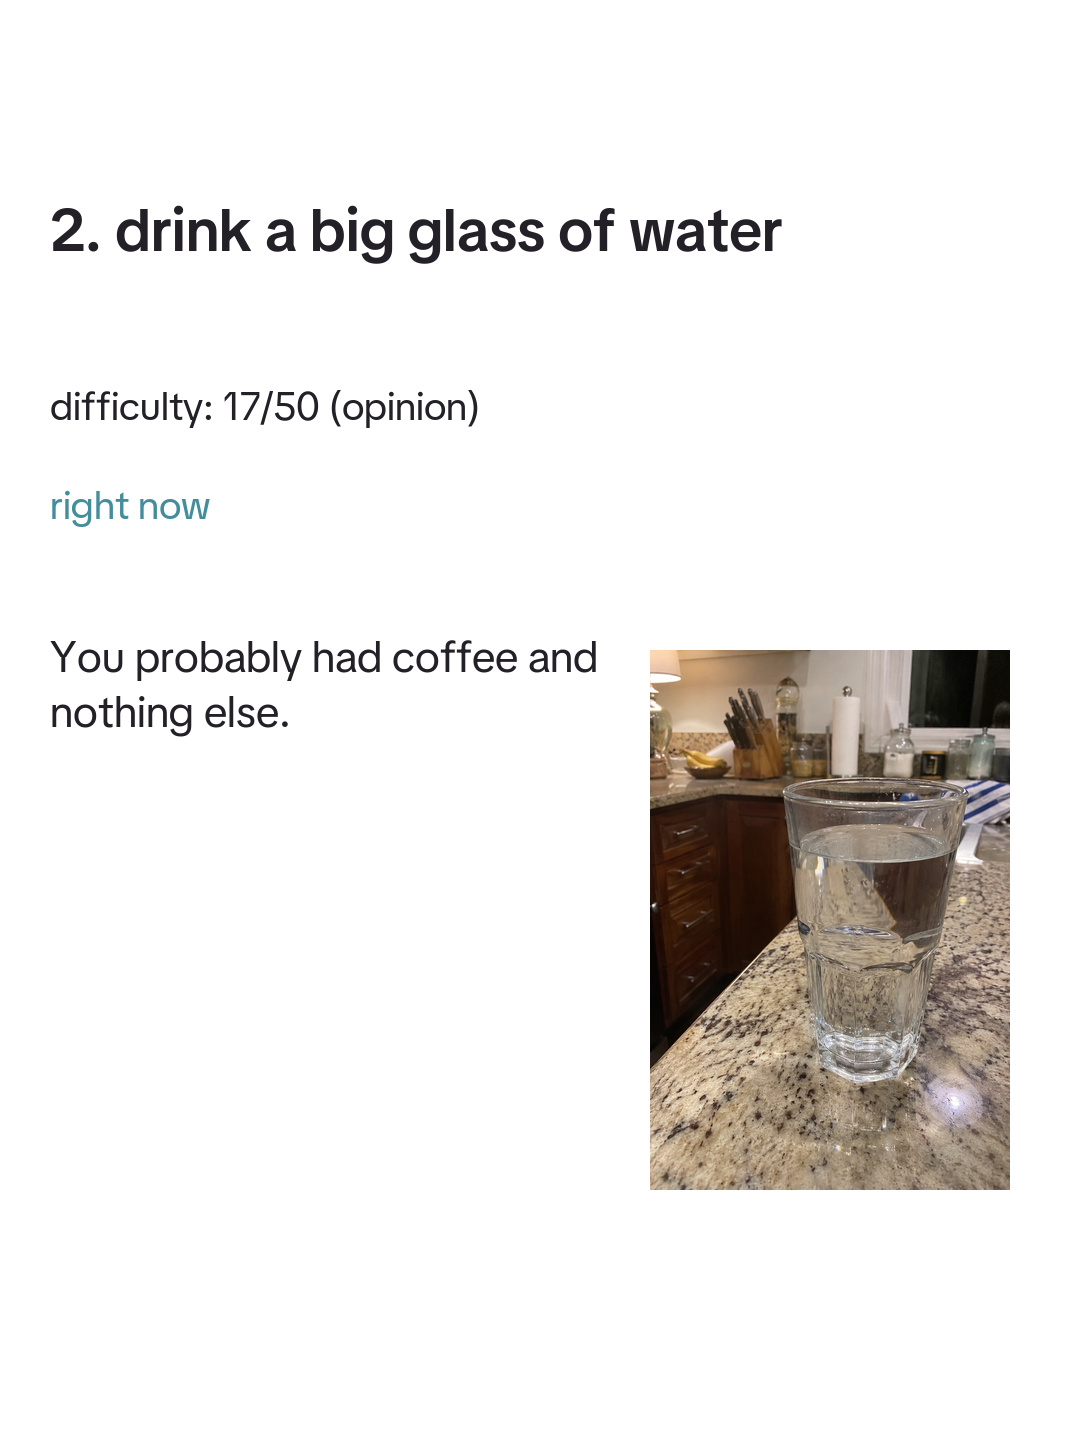 2. drink a big glass of water
difficulty: 17/50 (opinion)
right now
You probably had coffee and
nothing else.